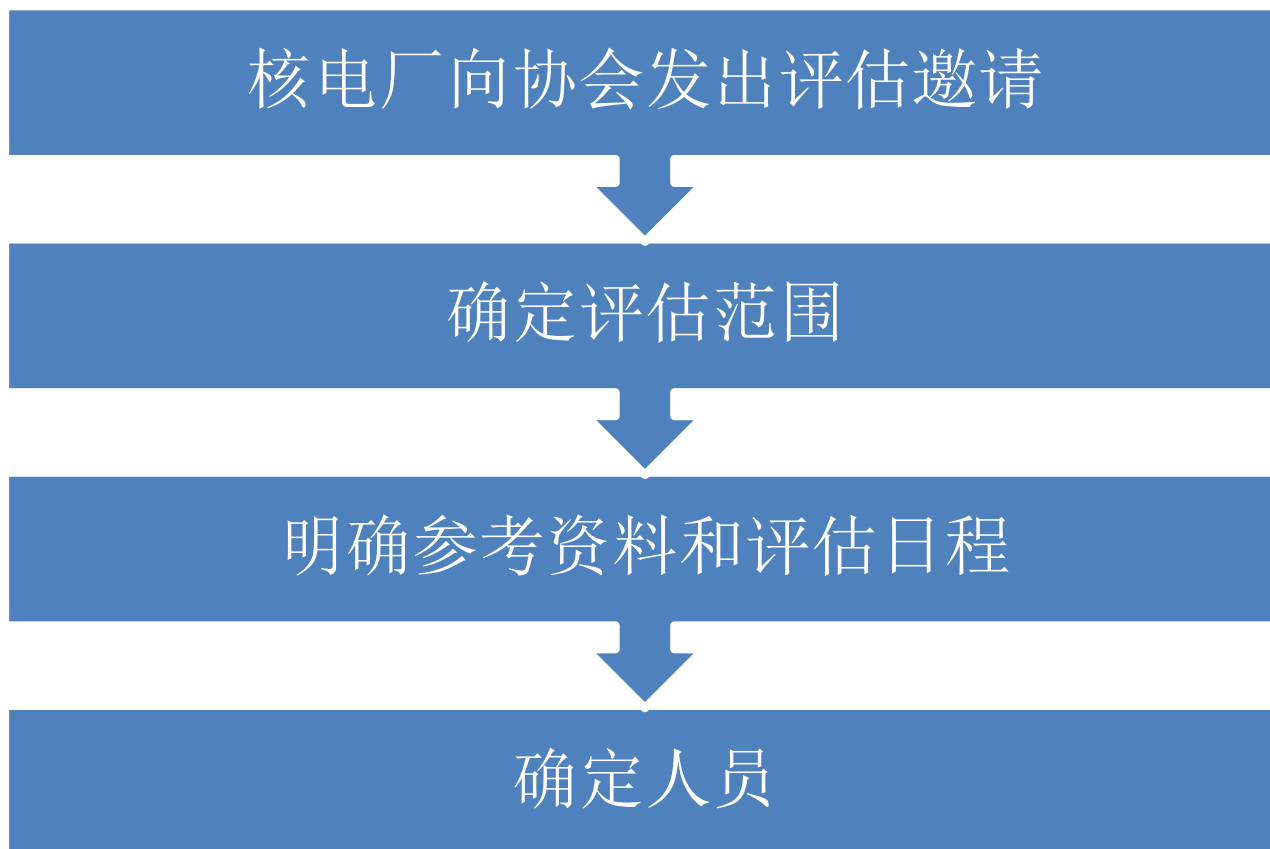 核电厂向协会发出评估邀请
确定评估范围
明确参考资料和评估日程
确定人员